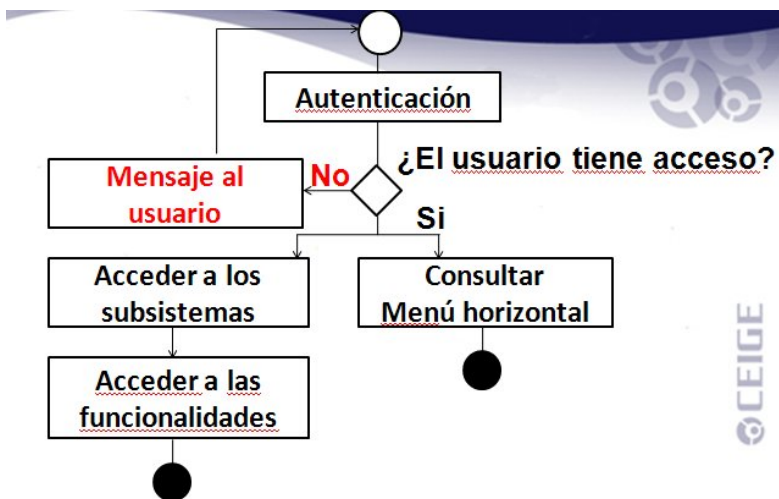 Autenticación
¿El usuario tiene acceso?
No
Mensaje al
usuario
Si
Acceder a los
subsistemas
Consultar
Menú horizontal
Acceder a las
funcionalidades
CEIGE